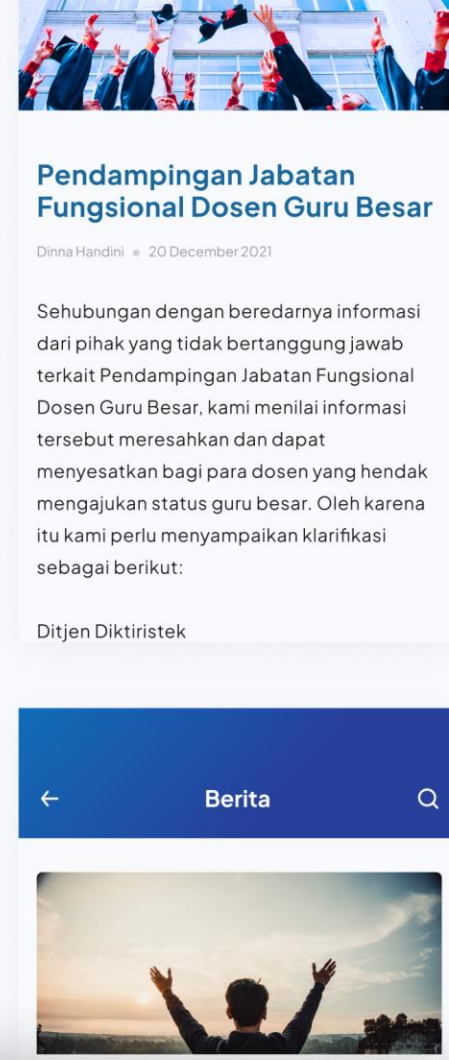 Pendampingan Jabatan
Fungsional Dosen Guru Besar
Dinna Handini • 20 December 2021
Sehubungan dengan beredarnya informasi
dari pihak yang tidak bertanggung jawab
terkait Pendampingan Jabatan Fungsional
Dosen Guru Besar, kami menilai informasi
tersebut meresahkan dan dapat
menyesatkan bagi para dosen yang hendak
mengajukan status guru besar. Oleh karena
itu kami perlu menyampaikan klarifikasi
sebagai berikut:
Ditjen Diktiristek
Berita